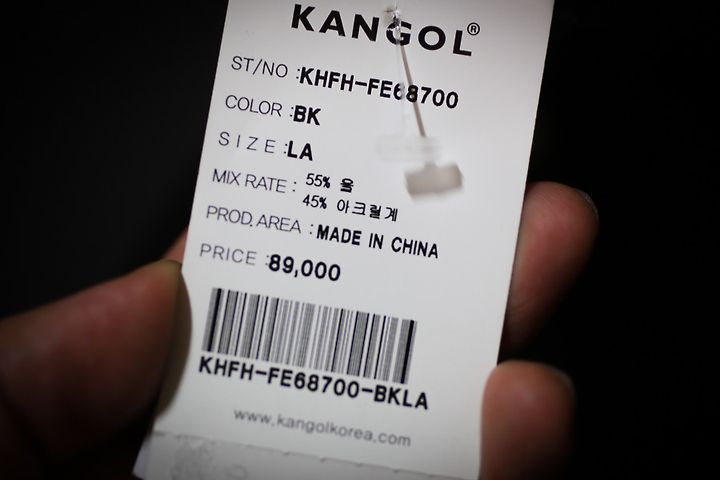 KANGOL®
ST/NO :KHFH-FE68700
COLOR :BK
SIZE:LA
MIX RATE : 55% 울
45% 아크릴계
PROD.AREA :MADE IN CHINA
PRICE :89,000
KHFH-FE68700-BKLA
www.kangolkorea.com